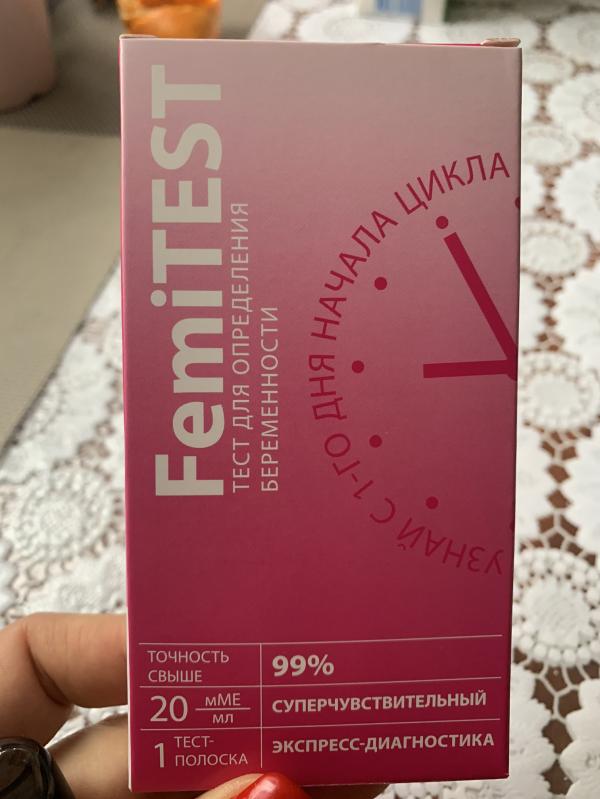 FemiTEST
ТЕСТ ДЛЯ ОПРЕДЕЛЕНИЯ
БЕРЕМЕННОСТИ
УЗНАЙ С 1-ГО ДНЯ НАЧАЛА ЦИКЛА
ТОЧНОСТЬ
СВЫШЕ
99%
20 мМЕ
мл
СУПЕРЧУВСТВИТЕЛЬНЫЙ
1 ТЕСТ-
ПОЛОСКА
ЭКСПРЕСС-ДИАГНОСТИКА